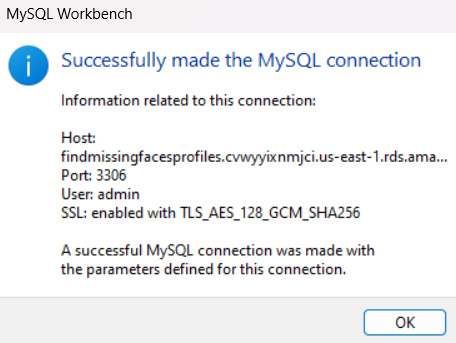 MySQL Workbench
Successfully made the MySQL connection
Information related to this connection:
Host:
findmissingfacesprofiles.cvwyyixnmjci.us-east-1.rds.ama...
Port: 3306
User: admin
SSL: enabled with TLS_AES_128_GCM_SHA256
A successful MySQL connection was made with
the parameters defined for this connection.
OK